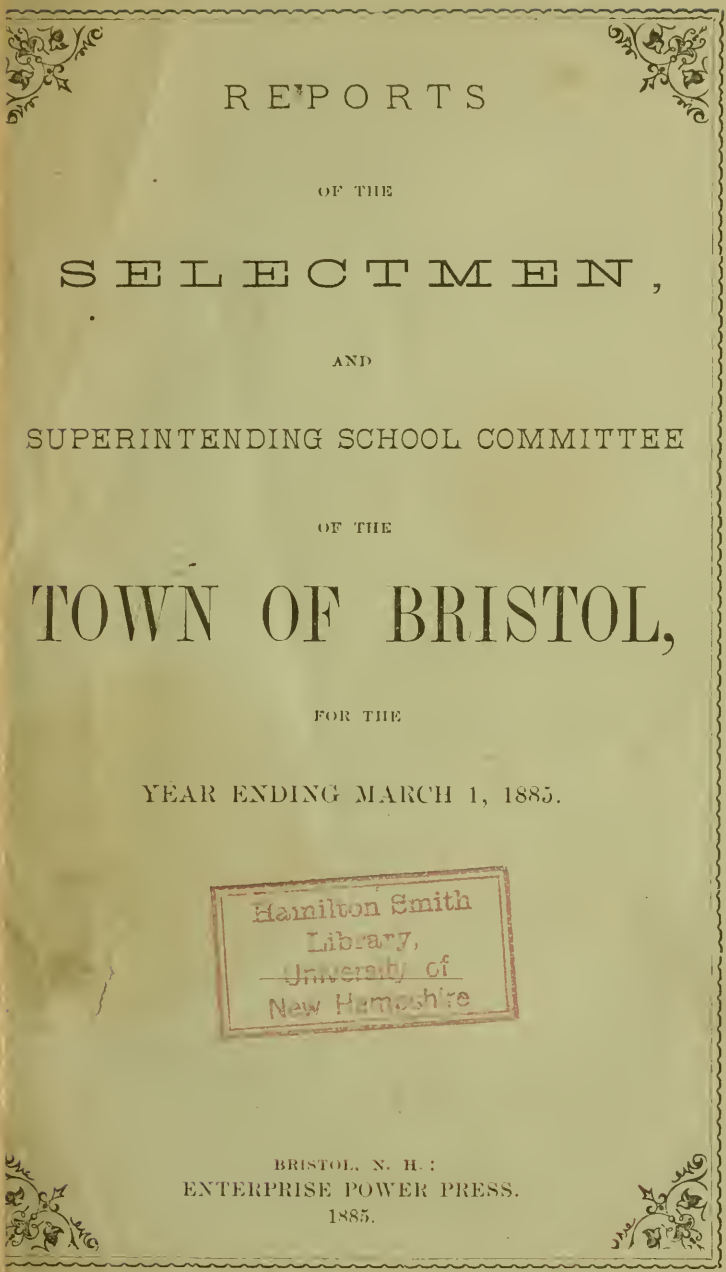 REPORTS
OF THE
SELECTMEN,
AND
SUPERINTENDING SCHOOL COMMITTEE
OF THE
TOWN OF BRISTOL,
FOR THE
YEAR ENDING MARCH 1, 1885.
Hamilton Smith
Library,
University of
New Hampshire
BRISTOL, N. H.:
ENTERPRISE POWER PRESS.
1885.